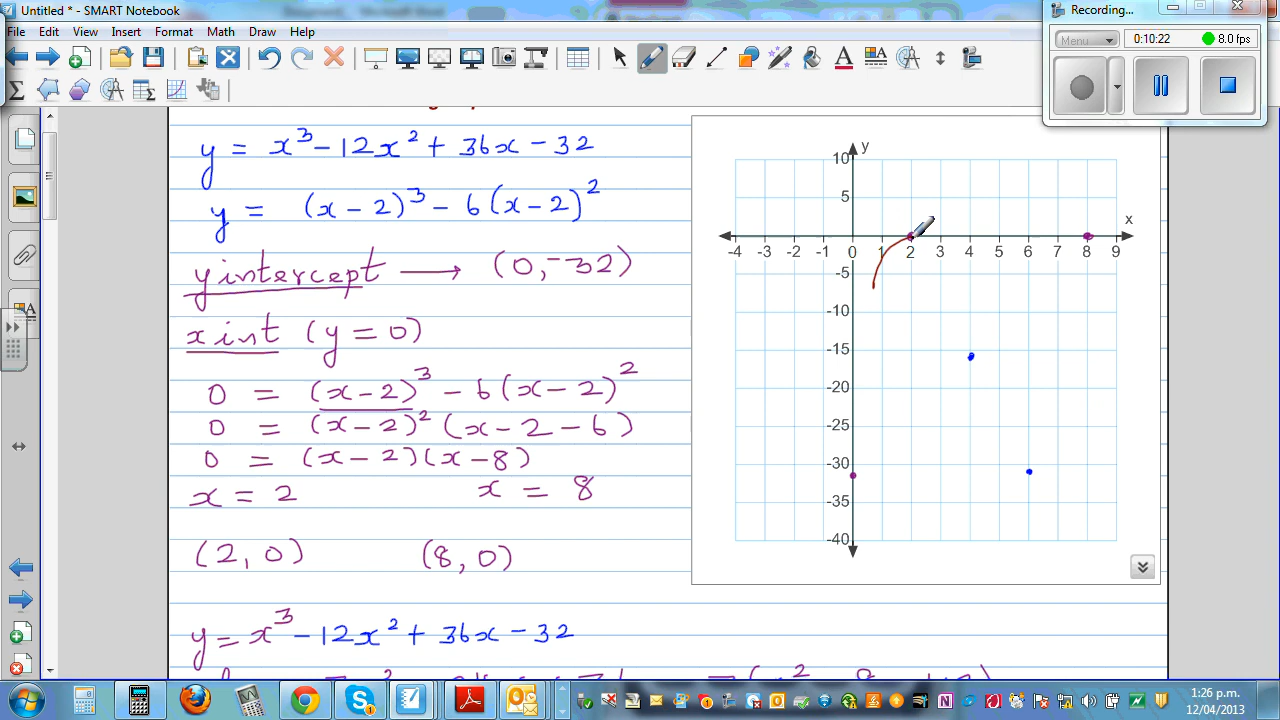 Untitled * - SMART Notebook
Recording...
File Edit View Insert Format Math Draw Help
Menu
0:10:22
8.0 fps
y = x³ - 12x² + 36x - 32
y = (x - 2)³ - 6(x - 2)²
y intercept → (0, -32)
x int (y = 0)
0 = (x - 2)³ - 6(x - 2)²
0 = (x - 2)² (x - 2 - 6)
0 = (x - 2)(x - 8)
x = 2 x = 8
(2, 0) (8, 0)
y = x³ - 12x² + 36x - 32
y
10
5
x
-4 -3 -2 -1 0 1 2 3 4 5 6 7 8 9
-5
-10
-15
-20
-25
-30
-35
-40
1:26 p.m.
12/04/2013